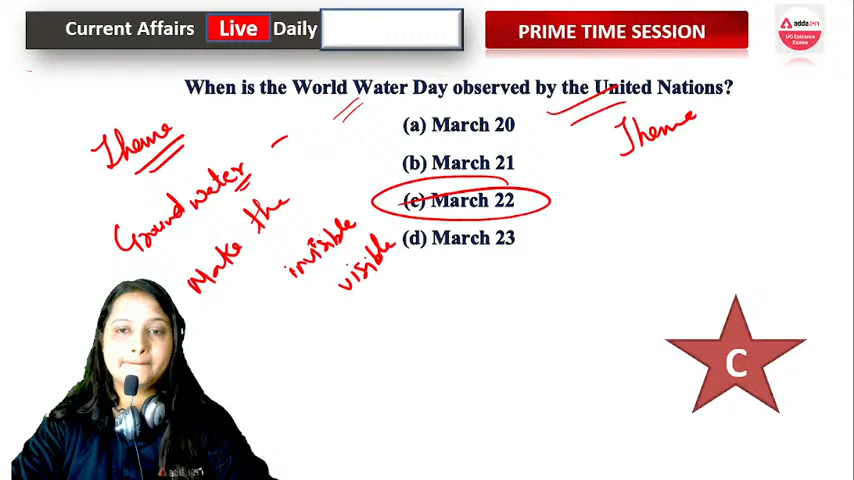 Current Affairs Live Daily
PRIME TIME SESSION
adda247
UG Entrance
Exams
When is the World Water Day observed by the United Nations?
(a) March 20
(b) March 21
(c) March 22
(d) March 23
Theme
Theme
Groundwater -
Make the
invisible
visible
C
adda247